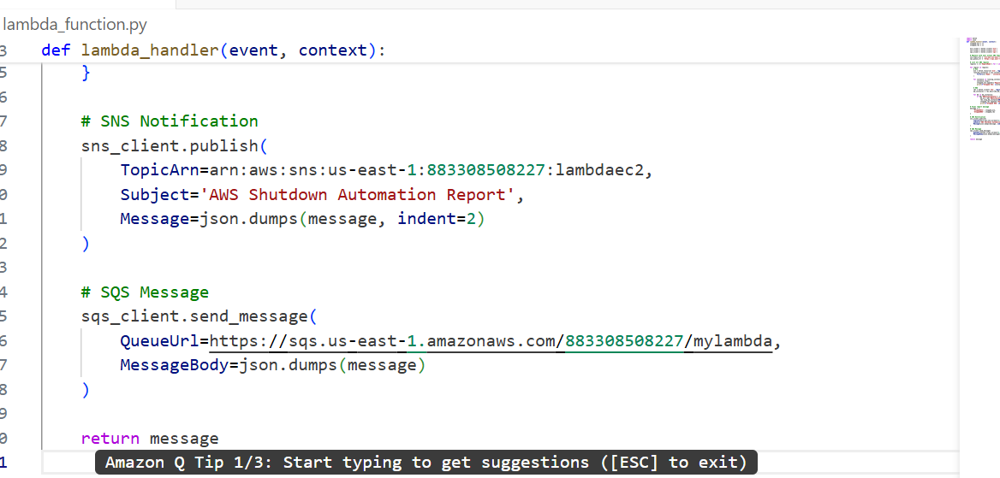 lambda_function.py
3 def lambda_handler(event, context):
5 }
6
7 # SNS Notification
8 sns_client.publish(
9 TopicArn=arn:aws:sns:us-east-1:883308508227:lambdaec2,
0 Subject='AWS Shutdown Automation Report',
1 Message=json.dumps(message, indent=2)
2 )
3
4 # SQS Message
5 sqs_client.send_message(
6 QueueUrl=https://sqs.us-east-1.amazonaws.com/883308508227/mylambda,
7 MessageBody=json.dumps(message)
8 )
9
0 return message
1 Amazon Q Tip 1/3: Start typing to get suggestions ([ESC] to exit)